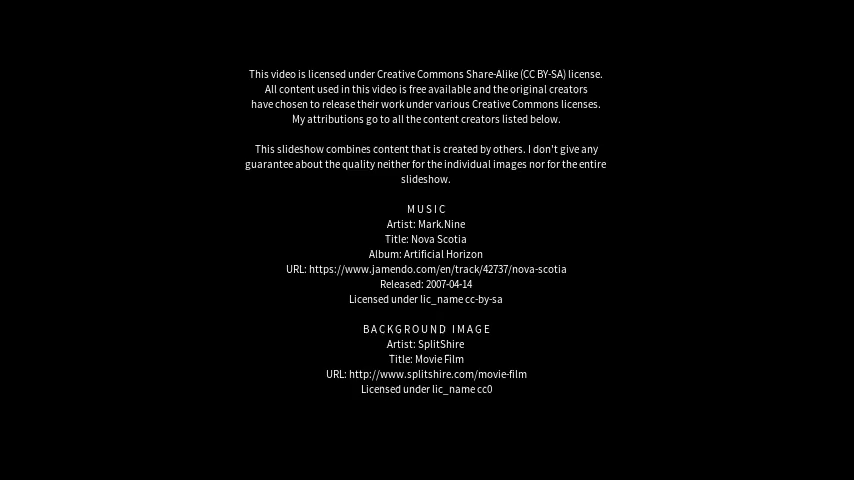 This video is licensed under Creative Commons Share-Alike (CC BY-SA) license.
All content used in this video is free available and the original creators
have chosen to release their work under various Creative Commons licenses.
My attributions go to all the content creators listed below.
This slideshow combines content that is created by others. I don't give any
guarantee about the quality neither for the individual images nor for the entire
slideshow.
MUSIC
Artist: Mark.Nine
Title: Nova Scotia
Album: Artificial Horizon
URL: https://www.jamendo.com/en/track/42737/nova-scotia
Released: 2007-04-14
Licensed under lic_name cc-by-sa
BACKGROUND IMAGE
Artist: SplitShire
Title: Movie Film
URL: http://www.splitshire.com/movie-film
Licensed under lic_name cc0